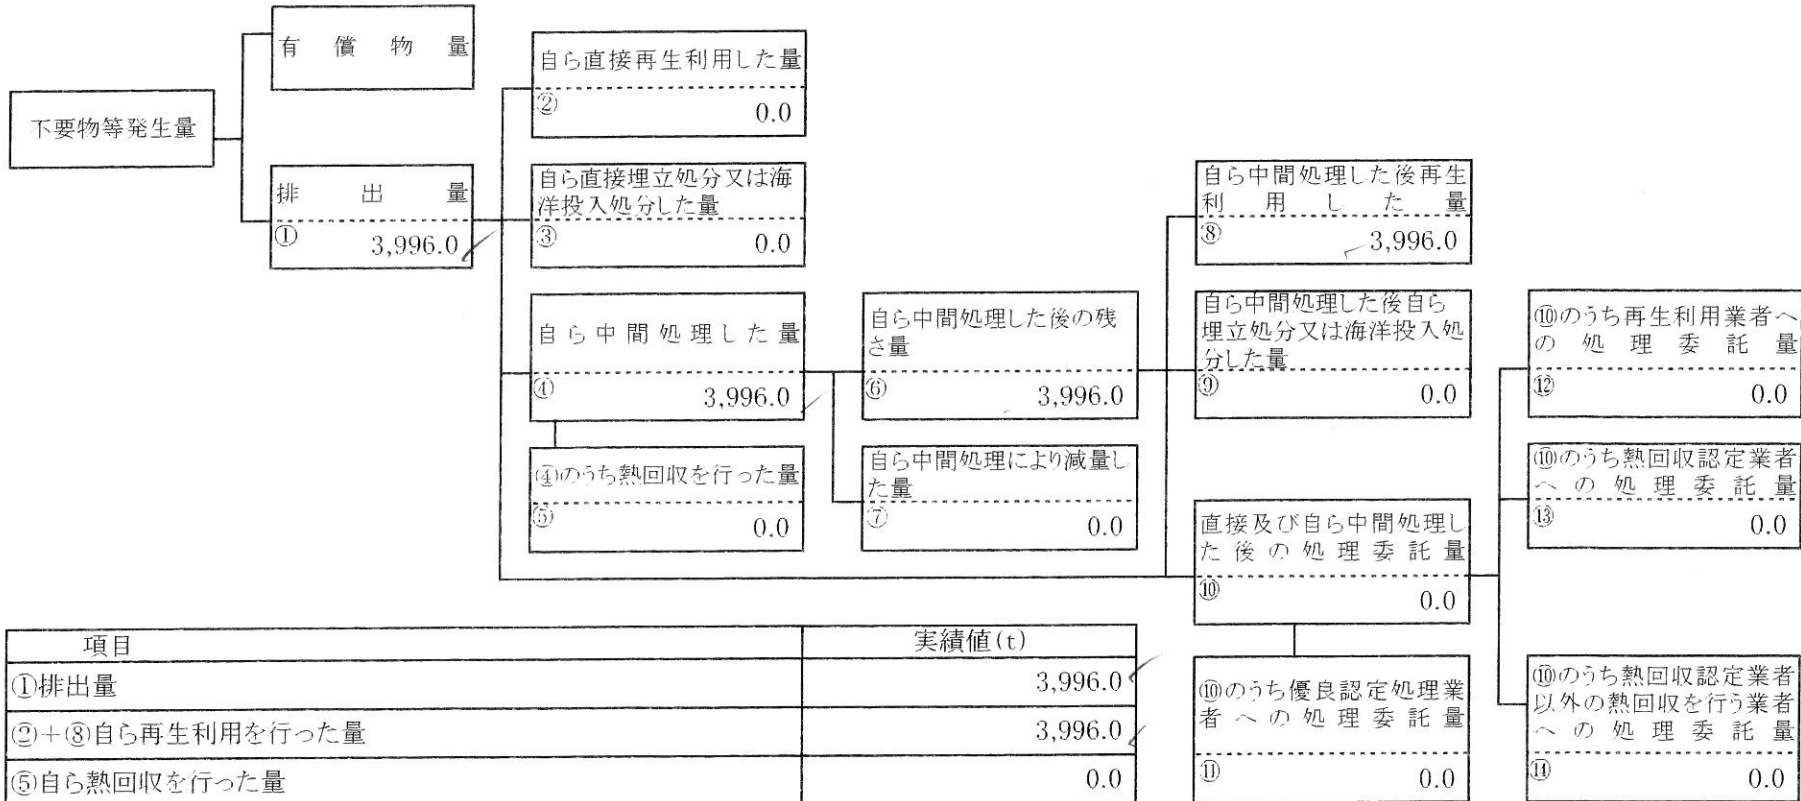 有償物量
不要物等発生量
排出量
① 3,996.0
自ら直接再生利用した量
② 0.0
自ら直接埋立処分又は海
洋投入処分した量
③ 0.0
自ら中間処理した量
④ 3,996.0
④のうち熱回収を行った量
⑤ 0.0
自ら中間処理した後の残
さ量
⑥ 3,996.0
自ら中間処理により減量し
た量
⑦ 0.0
自ら中間処理した後再生
利用した量
⑧ 3,996.0
自ら中間処理した後自ら
埋立処分又は海洋投入処
分した量
⑨ 0.0
直接及び自ら中間処理し
た後の処理委託量
⑩ 0.0
⑩のうち優良認定処理業
者への処理委託量
⑪ 0.0
⑩のうち再生利用業者へ
の処理委託量
⑫ 0.0
⑩のうち熱回収認定業者
への処理委託量
⑬ 0.0
⑩のうち熱回収認定業者
以外の熱回収を行う業者
への処理委託量
⑭ 0.0
項目 実績値(t)
①排出量 3,996.0
②+⑧自ら再生利用を行った量 3,996.0
⑤自ら熱回収を行った量 0.0